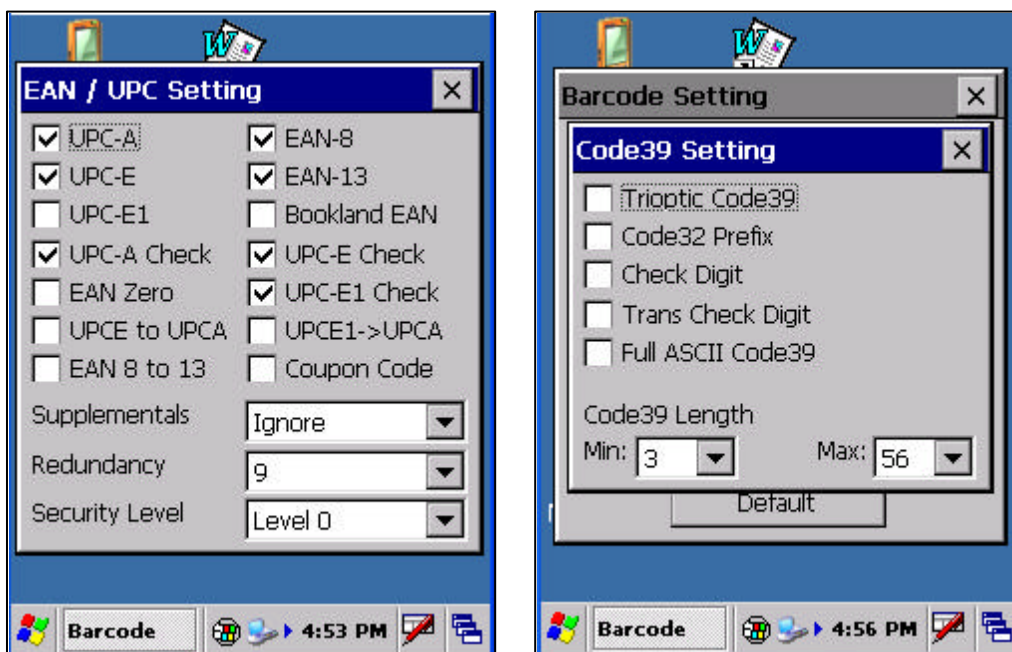 EAN / UPC Setting
UPC-A EAN-8
UPC-E EAN-13
UPC-E1 Bookland EAN
UPC-A Check UPC-E Check
EAN Zero UPC-E1 Check
UPCE to UPCA UPCE1->UPCA
EAN 8 to 13 Coupon Code
Supplementals Ignore
Redundancy 9
Security Level Level 0
Barcode 4:53 PM
Barcode Setting
Code39 Setting
Trioptic Code39
Code32 Prefix
Check Digit
Trans Check Digit
Full ASCII Code39
Code39 Length
Min: 3 Max: 56
Default
Barcode 4:56 PM